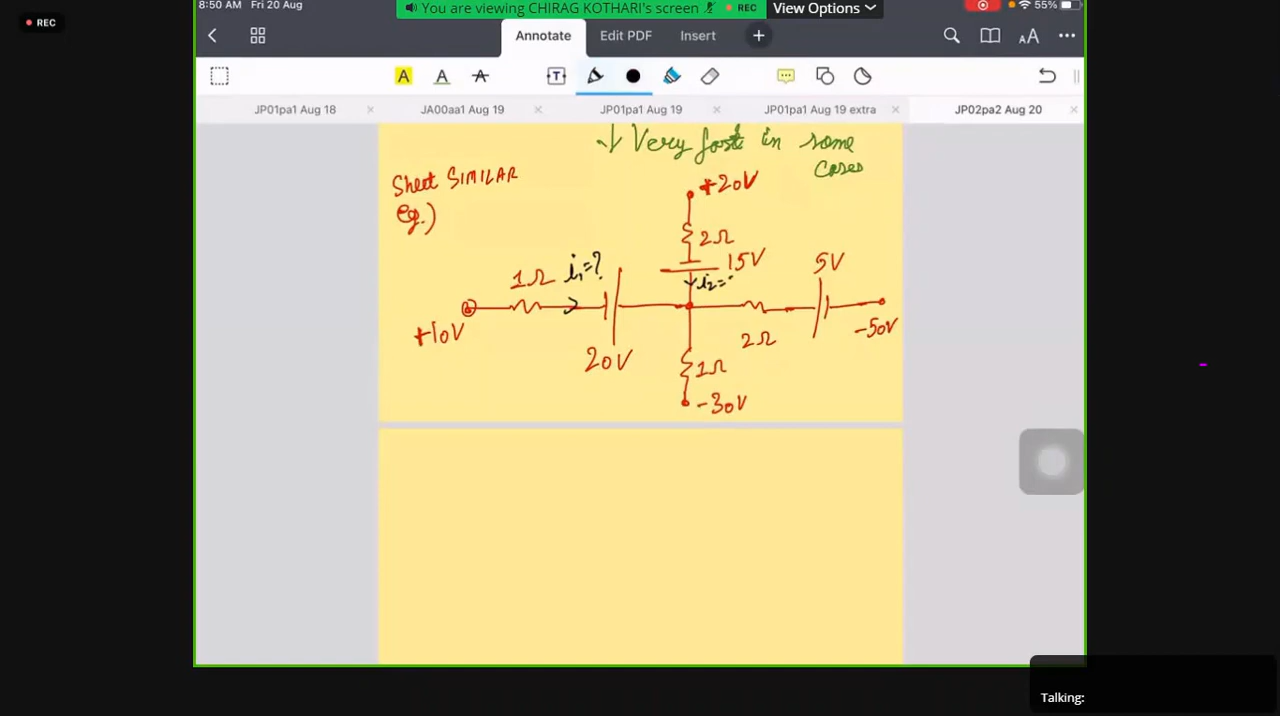 8:50 AM Fri 20 Aug
You are viewing CHIRAG KOTHARI's screen
REC
View Options
55%
REC
Annotate
Edit PDF
Insert
JP01pa1 Aug 18
JA00aa1 Aug 19
JP01pa1 Aug 19
JP01pa1 Aug 19 extra
JP02pa2 Aug 20
↓ Very fast in some
cases
Sheet SIMILAR
eg.)
+20V
2Ω
15V
i₂=?
5V
1Ω
i₁=?
+10V
20V
2Ω
-50V
1Ω
-30V
Talking: